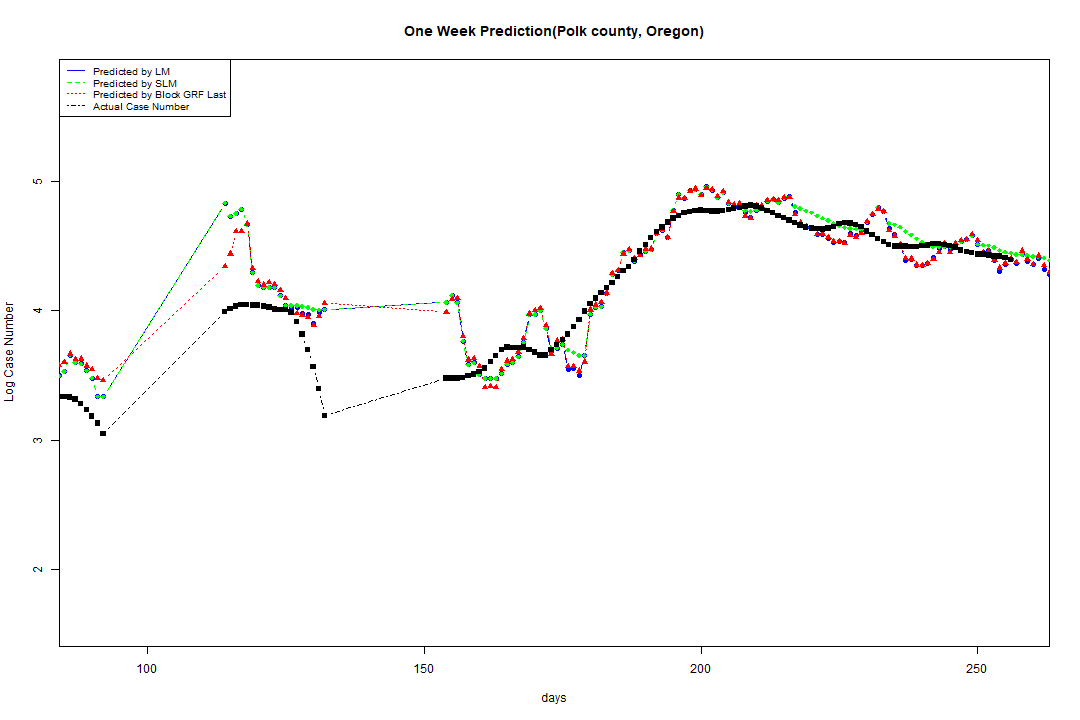 One Week Prediction(Polk county, Oregon)
Predicted by LM
Predicted by SLM
Predicted by Block GRF Last
Actual Case Number
5
4
3
2
Log Case Number
100 150 200 250
days